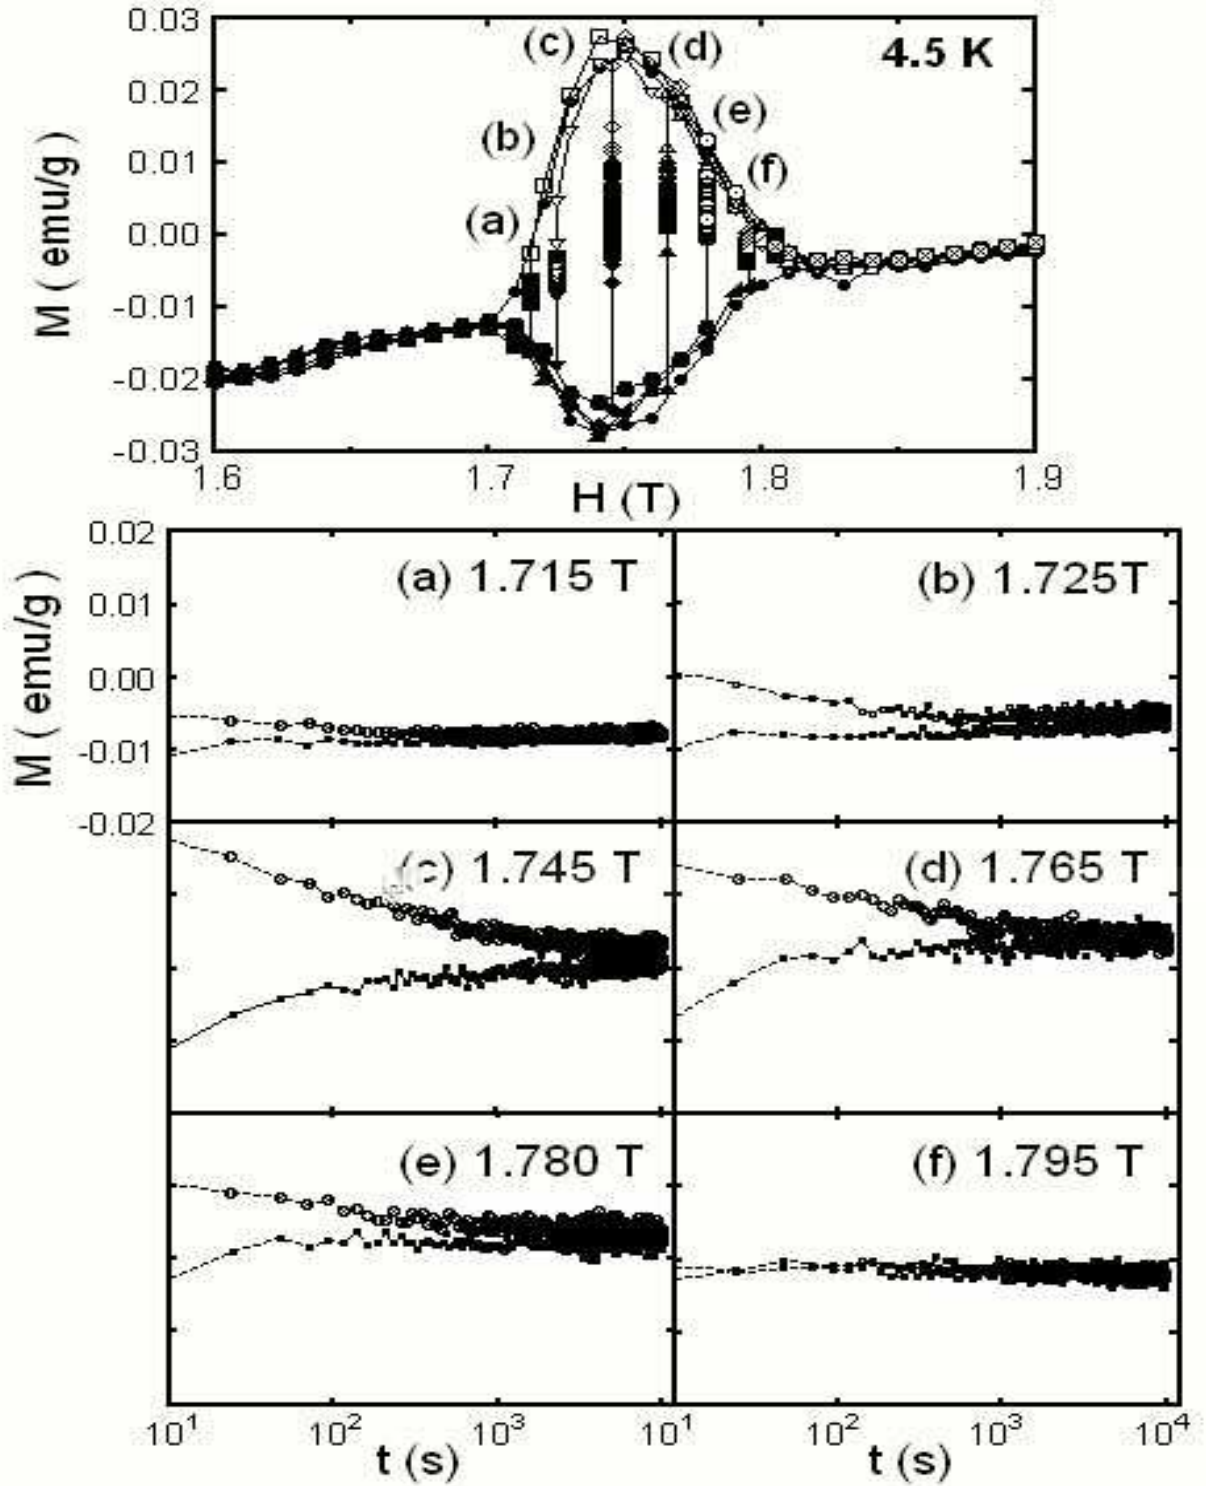 0.03
(c)
(d)
4.5 K
0.02
(b)
(e)
0.01
(f)
(a)
0.00
-0.01
-0.02
-0.03
M ( emu/g )
1.6
1.7
1.8
1.9
H (T)
0.02
(a) 1.715 T
(b) 1.725T
0.01
0.00
-0.01
-0.02
M ( emu/g )
(c) 1.745 T
(d) 1.765 T
(e) 1.780 T
(f) 1.795 T
10¹
10²
10³
10¹
10²
10³
10⁴
t (s)
t (s)